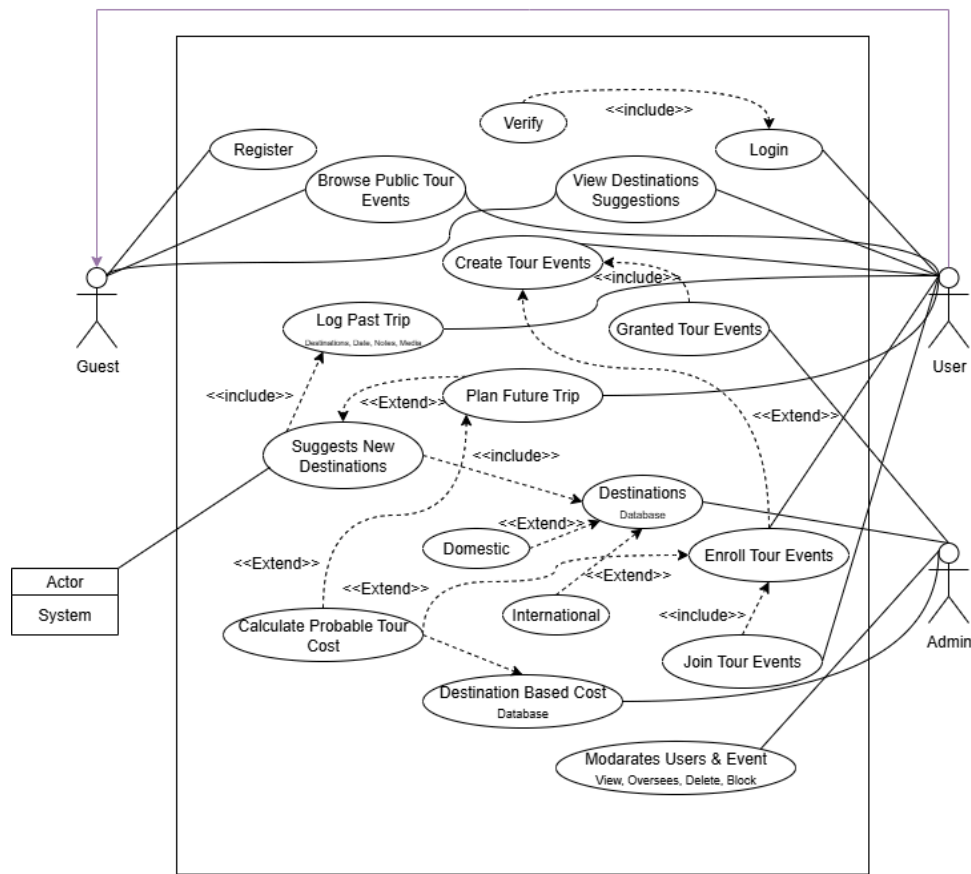 Verify
<<include>>
Login
Register
Browse Public Tour
Events
View Destinations
Suggestions
Create Tour Events
<<include>>
Granted Tour Events
Guest
User
Log Past Trip
Destinations, Date, Notes, Media
<<include>>
<<Extend>>
Plan Future Trip
<<Extend>>
Suggests New
Destinations
<<include>>
Destinations
Database
<<Extend>>
Domestic
Enroll Tour Events
<<Extend>>
<<Extend>>
<<Extend>>
Actor
System
International
<<include>>
Calculate Probable Tour
Cost
Admin
Join Tour Events
Destination Based Cost
Database
Modarates Users & Event
View, Oversees, Delete, Block